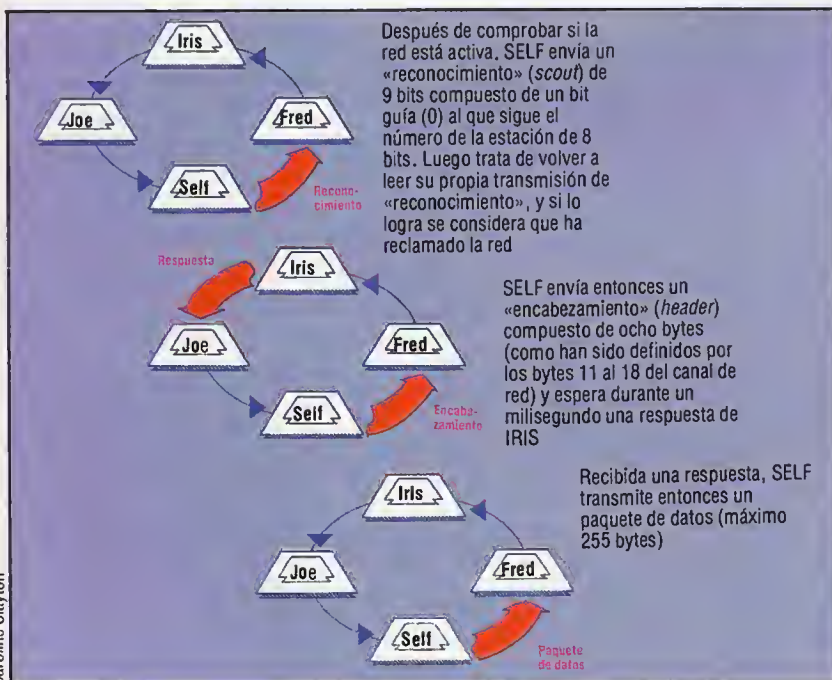 Iris
Joe
Fred
Self
Recono-
cimiento
Después de comprobar si la
red está activa, SELF envía un
«reconocimiento» (scout) de
9 bits compuesto de un bit
guía (0) al que sigue el
número de la estación de 8
bits. Luego trata de volver a
leer su propia transmisión de
«reconocimiento», y si lo
logra se considera que ha
reclamado la red
Respuesta
Iris
Joe
Fred
Self
Encabe-
zamiento
SELF envía entonces un
«encabezamiento» (header)
compuesto de ocho bytes
(como han sido definidos por
los bytes 11 al 18 del canal de
red) y espera durante un
milisegundo una respuesta de
IRIS
Iris
Joe
Fred
Self
Paquete
de datos
Recibida una respuesta, SELF
transmite entonces un
paquete de datos (máximo
255 bytes)